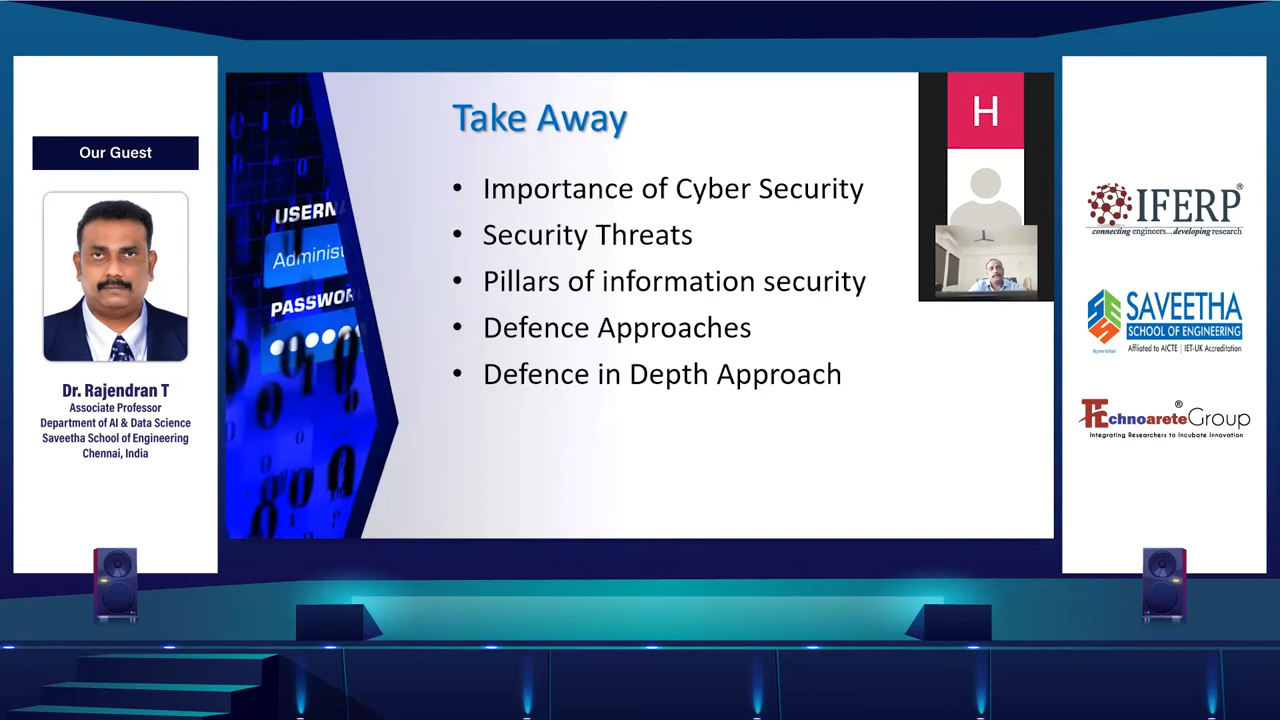 Our Guest
Dr. Rajendran T
Associate Professor
Department of AI & Data Science
Saveetha School of Engineering
Chennai, India
Take Away
• Importance of Cyber Security
• Security Threats
• Pillars of information security
• Defence Approaches
• Defence in Depth Approach
USERN
Administ
PASSWOR
H
IFERP®
connecting engineers...developing research
SAVEETHA
SCHOOL OF ENGINEERING
Affiliated to AICTE | IET-UK Accreditation
TEchnoarete® Group
Integrating Researchers to Incubate Innovation